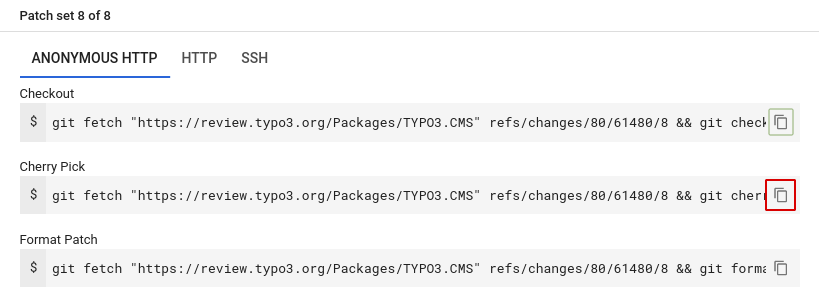 Patch set 8 of 8
ANONYMOUS HTTP HTTP SSH
Checkout
$ git fetch "https://review.typo3.org/Packages/TYPO3.CMS" refs/changes/80/61480/8 && git check
Cherry Pick
$ git fetch "https://review.typo3.org/Packages/TYPO3.CMS" refs/changes/80/61480/8 && git cher
Format Patch
$ git fetch "https://review.typo3.org/Packages/TYPO3.CMS" refs/changes/80/61480/8 && git forma